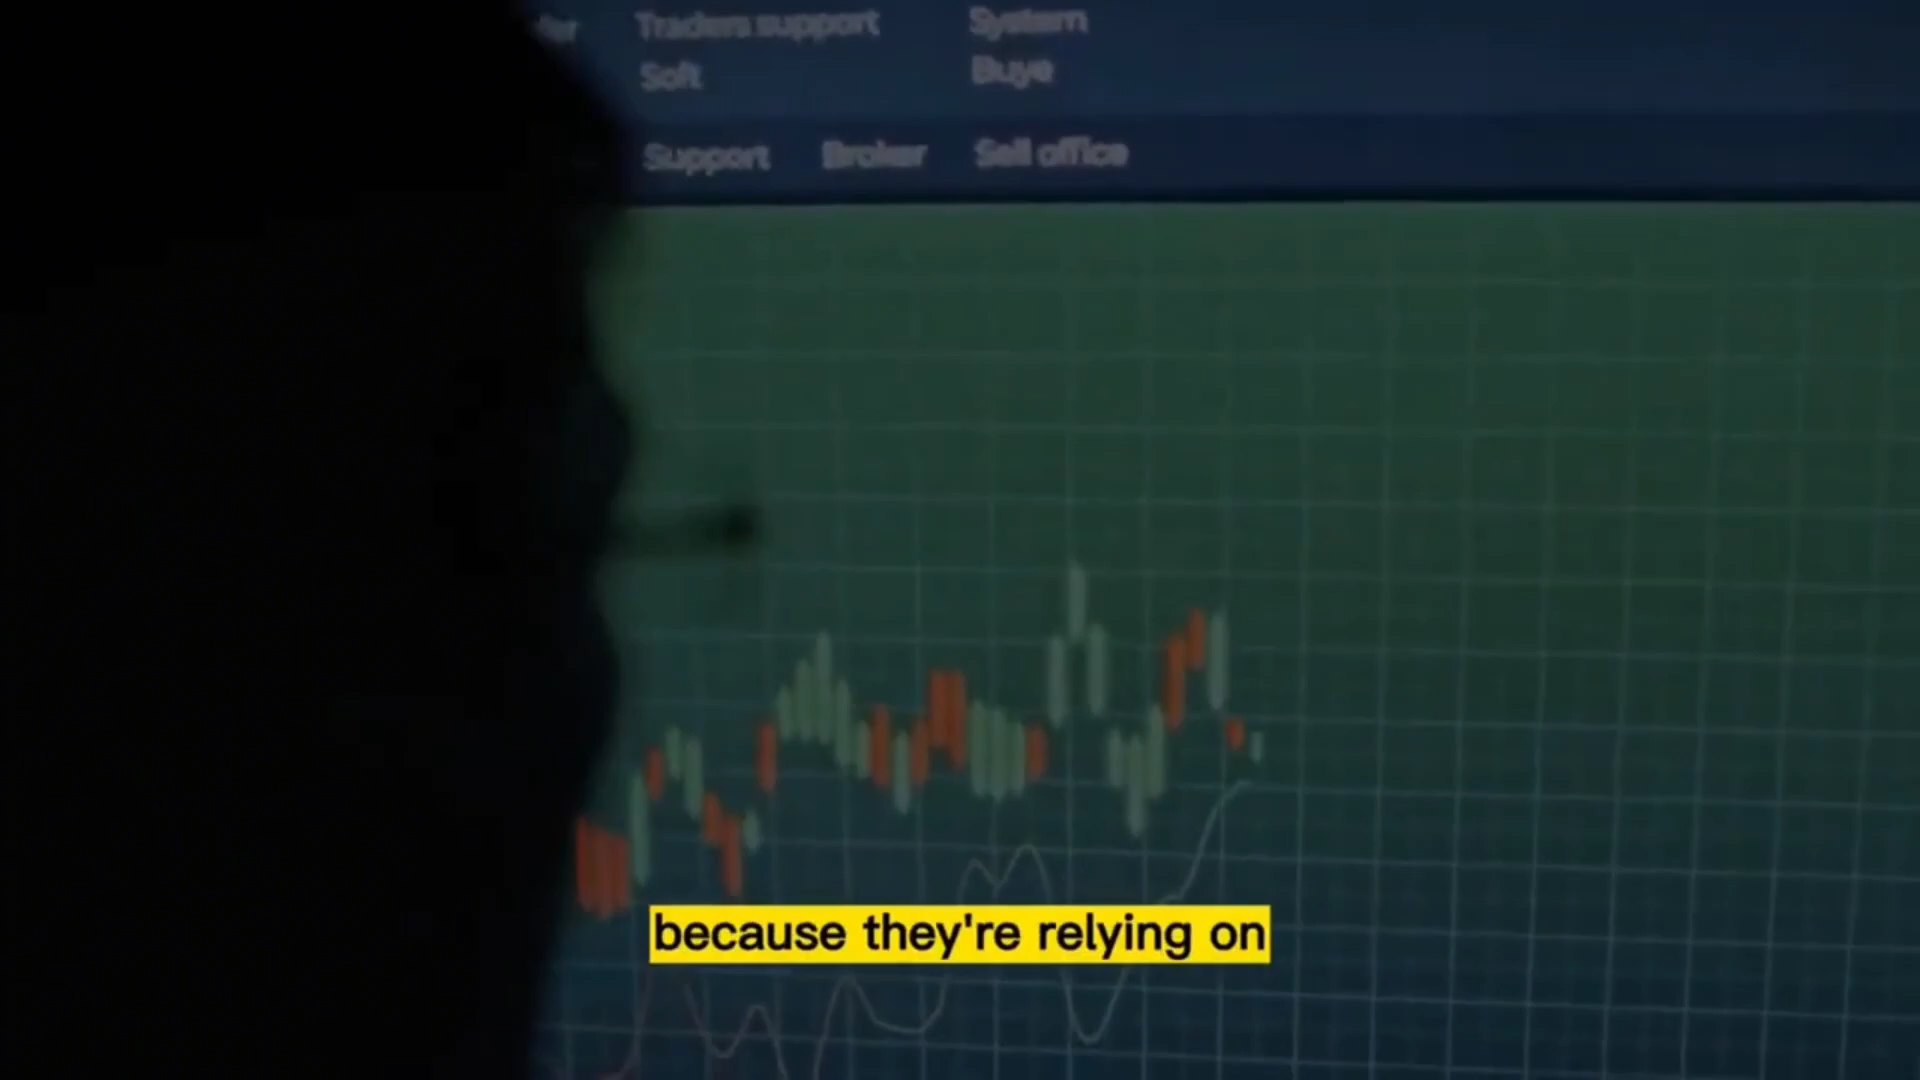 Traders support System
Soft Buye
Support Broker Sell office
because they're relying on